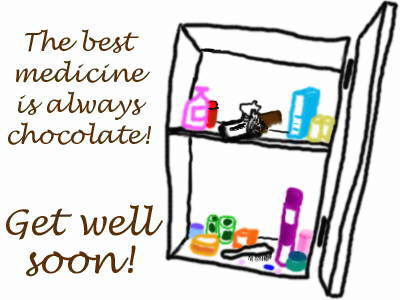 The best
medicine
is always
chocolate!
Get well
soon!